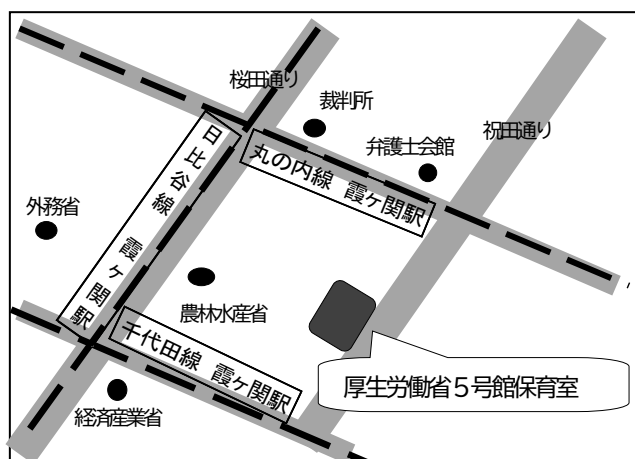 桜田通り
裁判所
祝田通り
弁護士会館
丸の内線 霞ヶ関駅
日比谷線 霞ヶ関駅
外務省
農林水産省
千代田線 霞ヶ関駅
厚生労働省５号館保育室
経済産業省